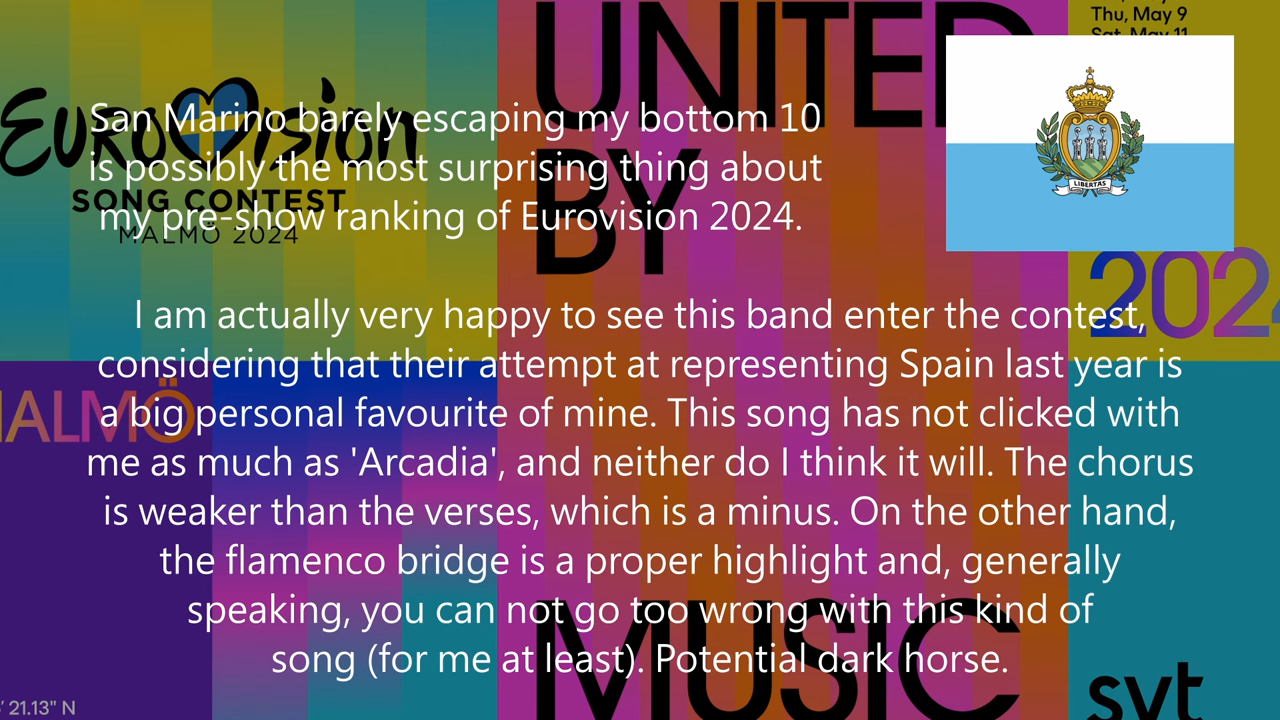 Thu, May 9
Sat, May 11
UNITED
EUROVISION
SONG CONTEST
MALMÖ 2024
San Marino barely escaping my bottom 10
is possibly the most surprising thing about
my pre-show ranking of Eurovision 2024.
BY
LIBERTAS
2024
I am actually very happy to see this band enter the contest,
considering that their attempt at representing Spain last year is
a big personal favourite of mine. This song has not clicked with
me as much as 'Arcadia', and neither do I think it will. The chorus
is weaker than the verses, which is a minus. On the other hand,
the flamenco bridge is a proper highlight and, generally
speaking, you can not go too wrong with this kind of
song (for me at least). Potential dark horse.
MALMÖ
MUSIC
svt
' 21.13" N